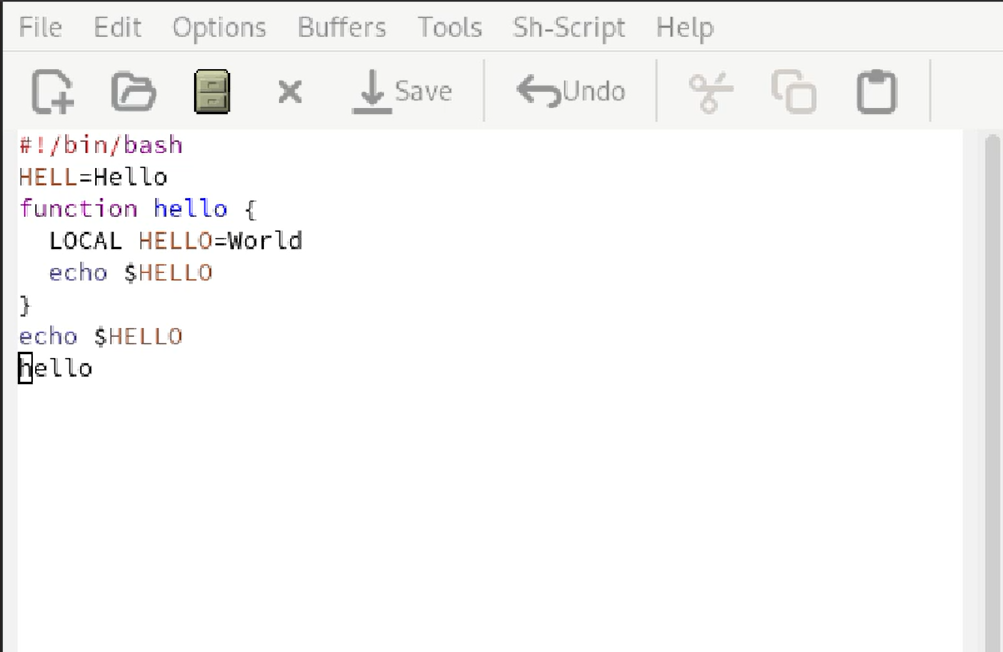 File Edit Options Buffers Tools Sh-Script Help
Save Undo
#!/bin/bash
HELL=Hello
function hello {
  LOCAL HELLO=World
  echo $HELLO
}
echo $HELLO
hello